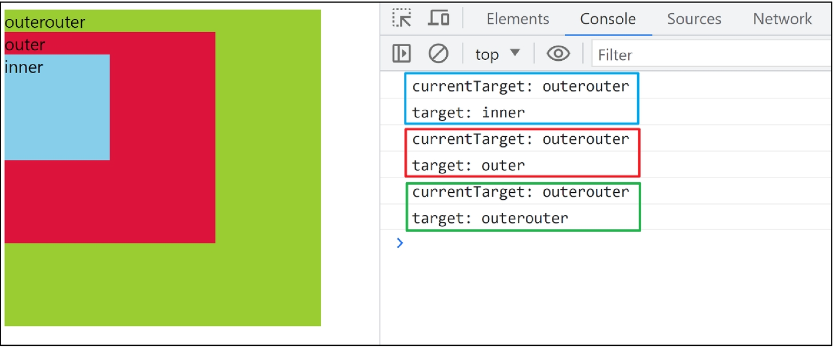 outerouter
outer
inner
Elements Console Sources Network
top Filter
currentTarget: outerouter
target: inner
currentTarget: outerouter
target: outer
currentTarget: outerouter
target: outerouter